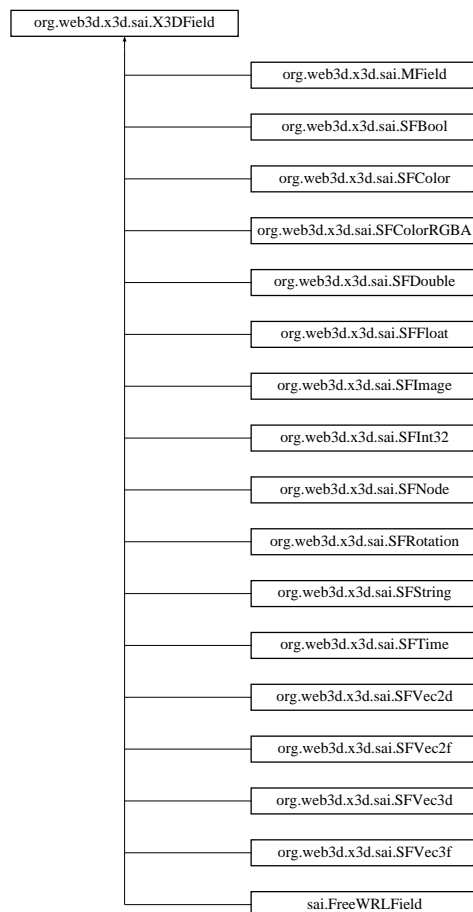 org.web3d.x3d.sai.X3DField
org.web3d.x3d.sai.MField
org.web3d.x3d.sai.SFBool
org.web3d.x3d.sai.SFColor
org.web3d.x3d.sai.SFColorRGBA
org.web3d.x3d.sai.SFDouble
org.web3d.x3d.sai.SFFloat
org.web3d.x3d.sai.SFImage
org.web3d.x3d.sai.SFInt32
org.web3d.x3d.sai.SFNode
org.web3d.x3d.sai.SFRotation
org.web3d.x3d.sai.SFString
org.web3d.x3d.sai.SFTime
org.web3d.x3d.sai.SFVec2d
org.web3d.x3d.sai.SFVec2f
org.web3d.x3d.sai.SFVec3d
org.web3d.x3d.sai.SFVec3f
sai.FreeWRLField